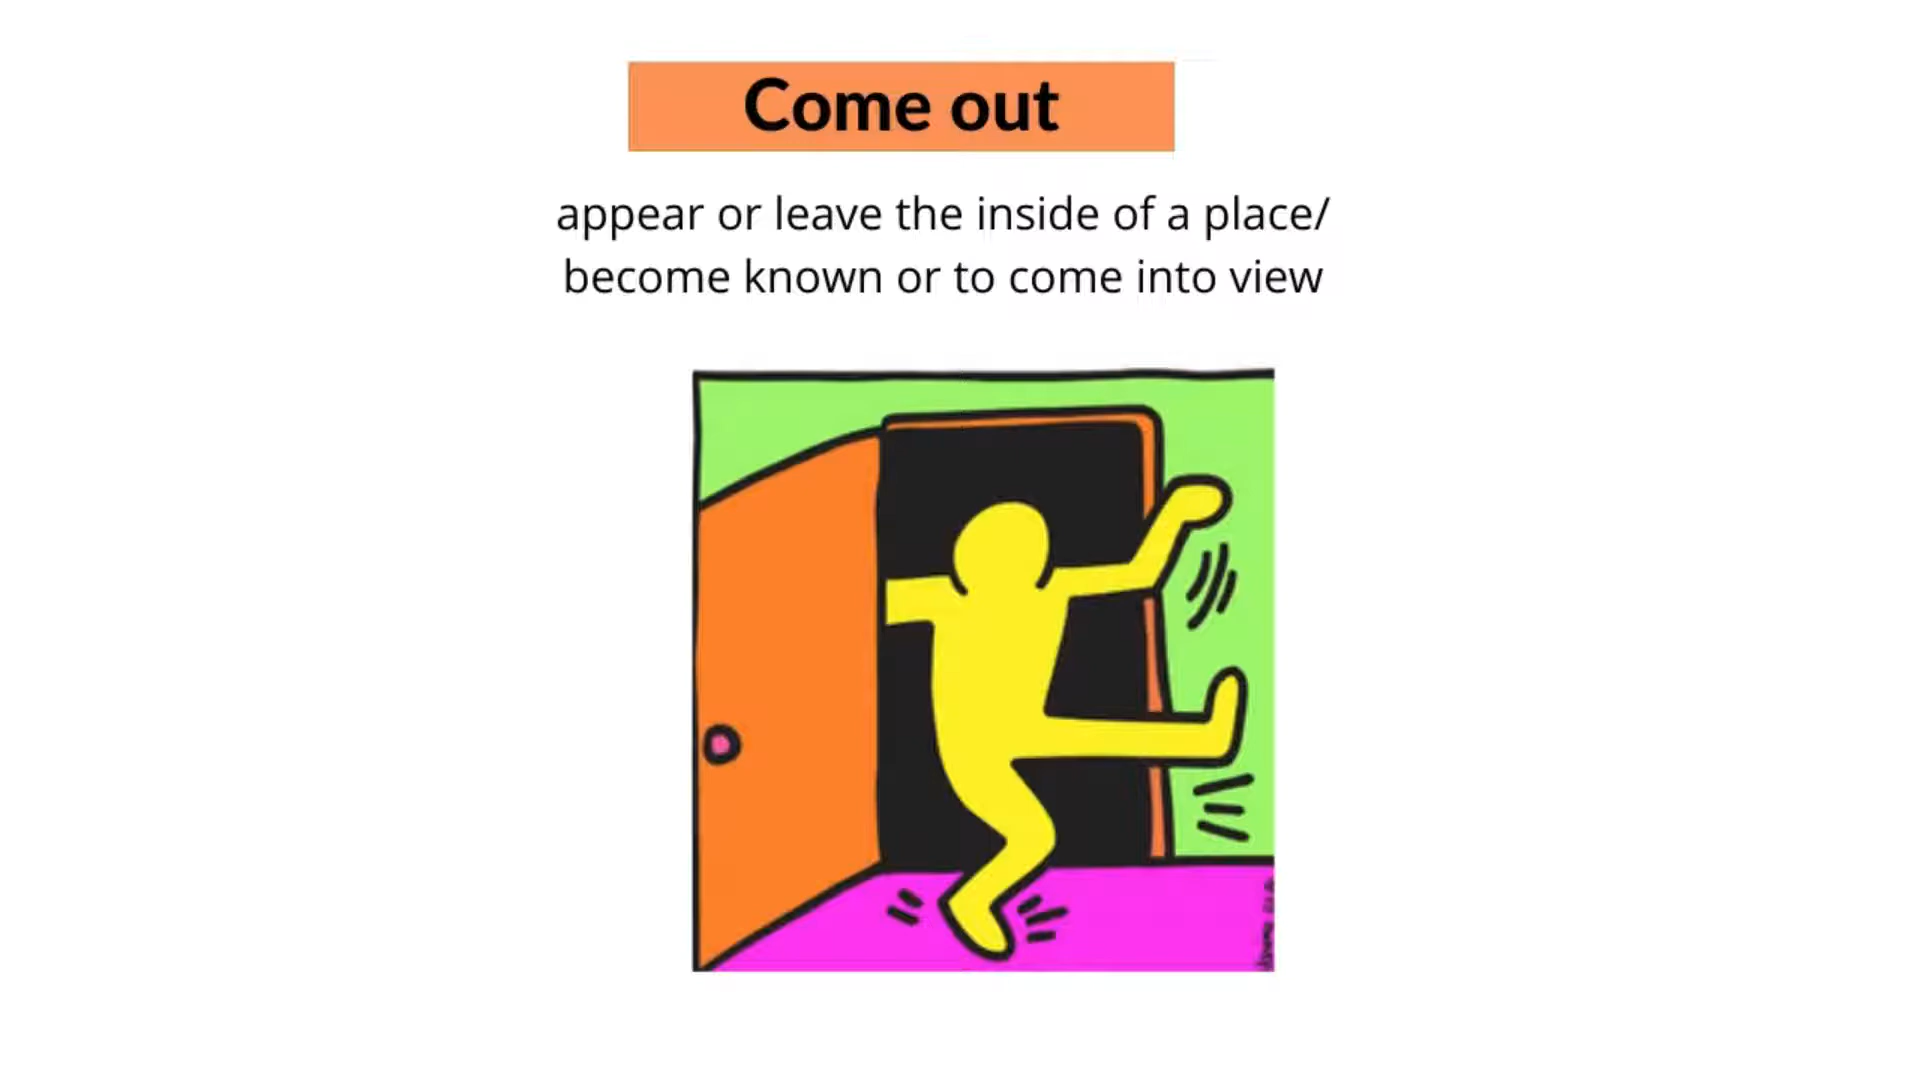 Come out
appear or leave the inside of a place/
become known or to come into view